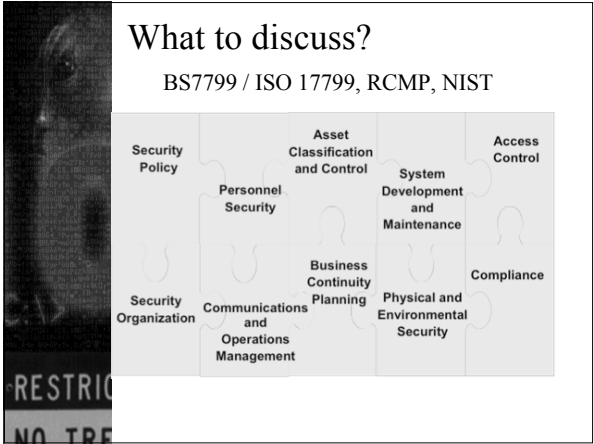 What to discuss?
BS7799 / ISO 17799, RCMP, NIST
Security
Policy
Personnel
Security
Asset
Classification
and Control
System
Development
and
Maintenance
Access
Control
Security
Organization
Communications
and
Operations
Management
Business
Continuity
Planning
Physical and
Environmental
Security
Compliance
RESTRIC
NO TRE